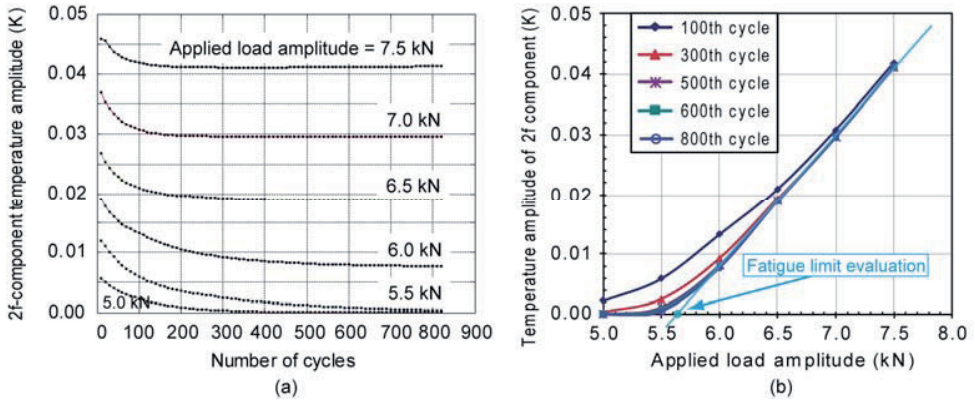 0.05
0.04
0.03
0.02
0.01
0.00
2f-component temperature amplitude (K)
Applied load amplitude = 7.5 kN
7.0 kN
6.5 kN
6.0 kN
5.5
5.0 kN
0 100 200 300 400 500 600 700 800 900
Number of cycles
(a)
0.05
0.04
0.03
0.02
0.01
0.00
Temperature amplitude of 2f component (K)
100th cycle
300th cycle
500th cycle
600th cycle
800th cycle
Fatigue limit evaluation
5.0 5.5 6.0 6.5 7.0 7.5 8.0
Applied load amplitude (kN)
(b)